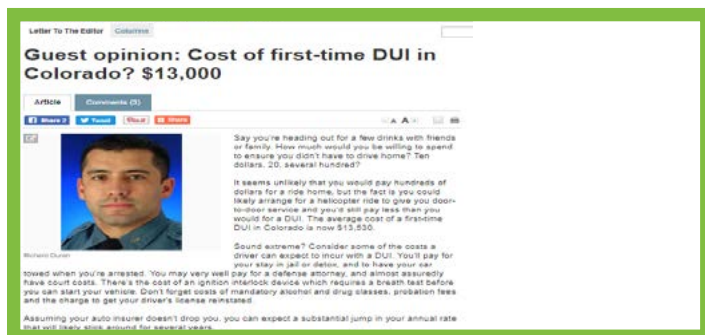 Letter To The Editor Columns
Guest opinion: Cost of first-time DUI in
Colorado? $13,000
Article Comments (3)
Share 2 Tweet Pin it Share A A A
Say you're heading out for a few drinks with friends
or family. How much would you be willing to spend
to ensure you didn't have to drive home? Ten
dollars, 20, several hundred?
It seems unlikely that you would pay hundreds of
dollars for a ride home, but the fact is you could
likely arrange for a helicopter ride to give you door-
to-door service and you'd still pay less than you
would for a DUI. The average cost of a first-time
DUI in Colorado is now $13,530.
Sound extreme? Consider some of the costs a
driver can expect to incur with a DUI. You'll pay for
Richard Duran
your stay in jail or detox, and to have your car
towed when you're arrested. You may very well pay for a defense attorney, and almost assuredly
have court costs. There's the cost of an ignition interlock device which requires a breath test before
you can start your vehicle. Don't forget costs of mandatory alcohol and drug classes, probation fees
and the charge to get your driver's license reinstated.
Assuming your auto insurer doesn't drop you, you can expect a substantial jump in your annual rate
that will likely stick around for several years.